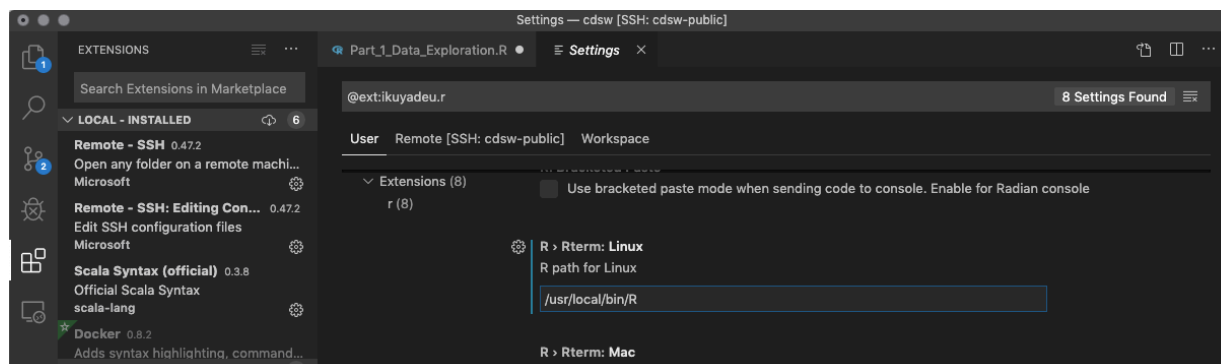 Settings — cdsw [SSH: cdsw-public]
EXTENSIONS
Part_1_Data_Exploration.R
Settings
Search Extensions in Marketplace
@ext:ikuyadeu.r
8 Settings Found
LOCAL - INSTALLED
6
User Remote [SSH: cdsw-public] Workspace
Remote - SSH 0.47.2
Open any folder on a remote machi...
Microsoft
Extensions (8)
r (8)
Use bracketed paste mode when sending code to console. Enable for Radian console
Remote - SSH: Editing Con... 0.47.2
Edit SSH configuration files
Microsoft
R › Rterm: Linux
R path for Linux
/usr/local/bin/R
Scala Syntax (official) 0.3.8
Official Scala Syntax
scala-lang
Docker 0.8.2
Adds syntax highlighting, command...
R › Rterm: Mac
1
2